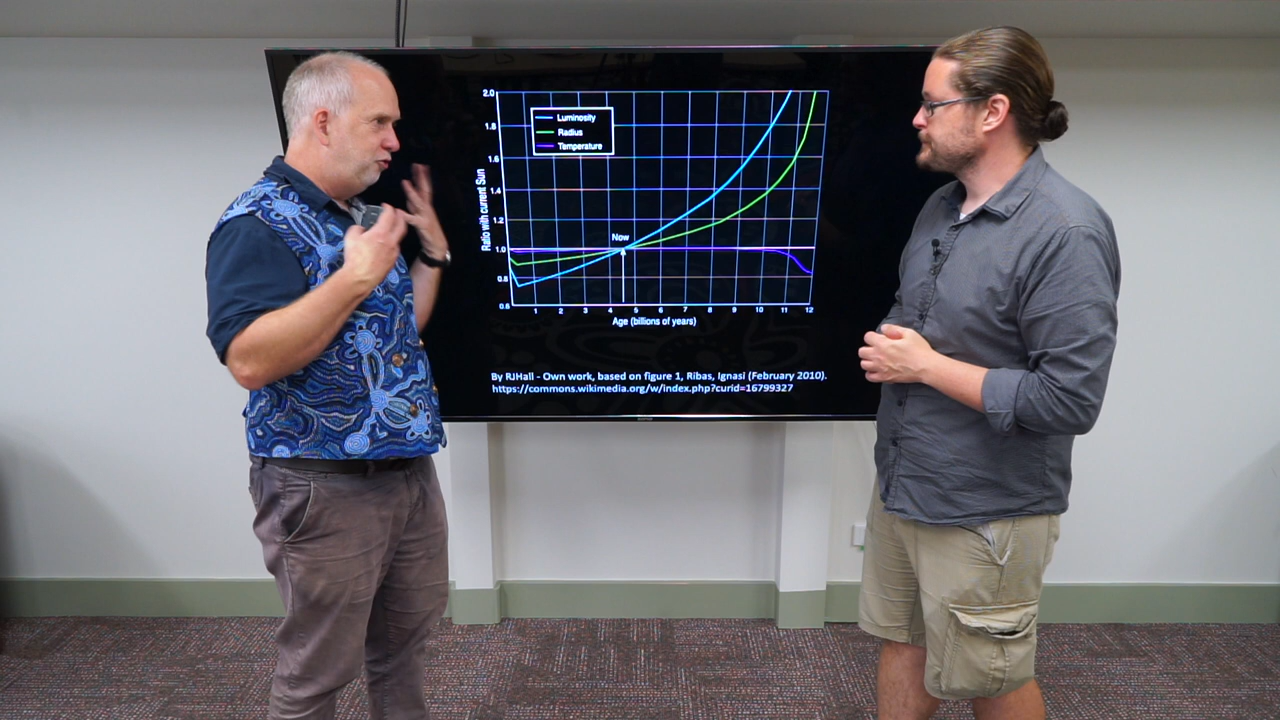 2.0
1.8
1.6
1.4
1.2
1.0
0.8
0.6
Ratio with current Sun
Luminosity
Radius
Temperature
Now
1 2 3 4 5 6 7 8 9 10 11 12
Age (billions of years)
By RJHall - Own work, based on figure 1, Ribas, Ignasi (February 2010).
https://commons.wikimedia.org/w/index.php?curid=16799327